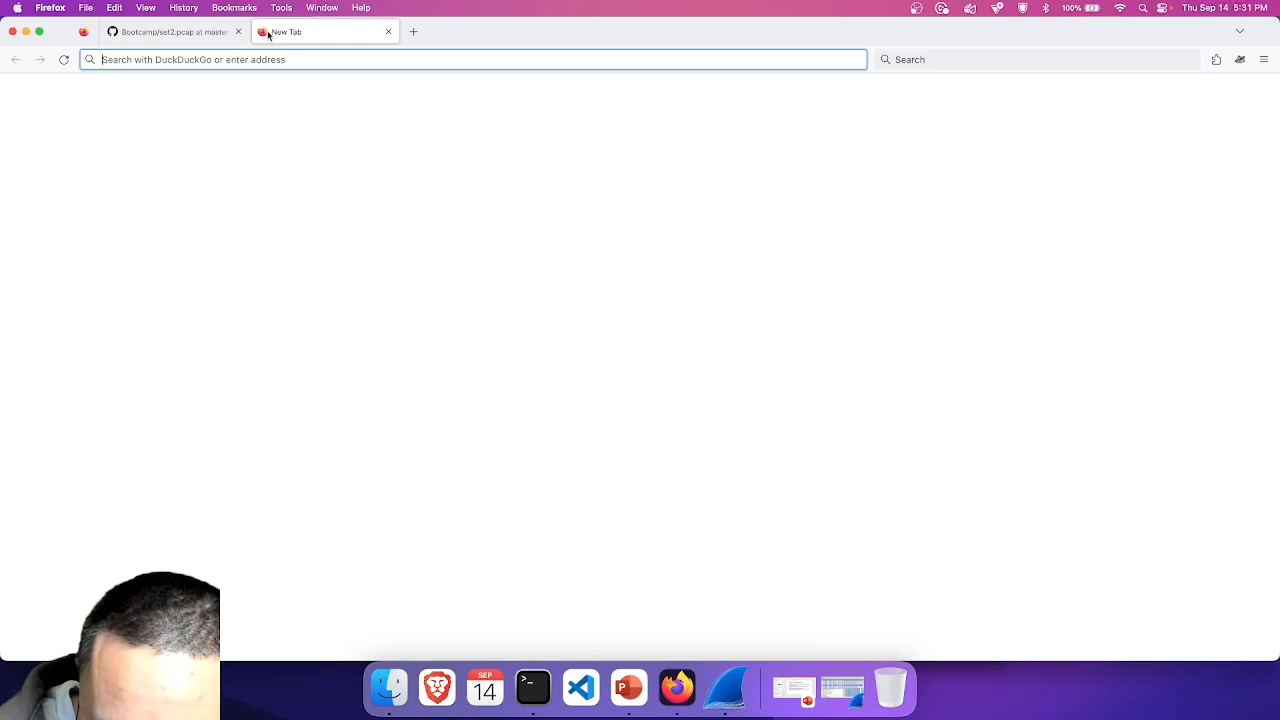 Firefox File Edit View History Bookmarks Tools Window Help 100% Thu Sep 14 5:31 PM
Bootcamp/set2.pcap at master New Tab
Search with DuckDuckGo or enter address Search
SEP
14